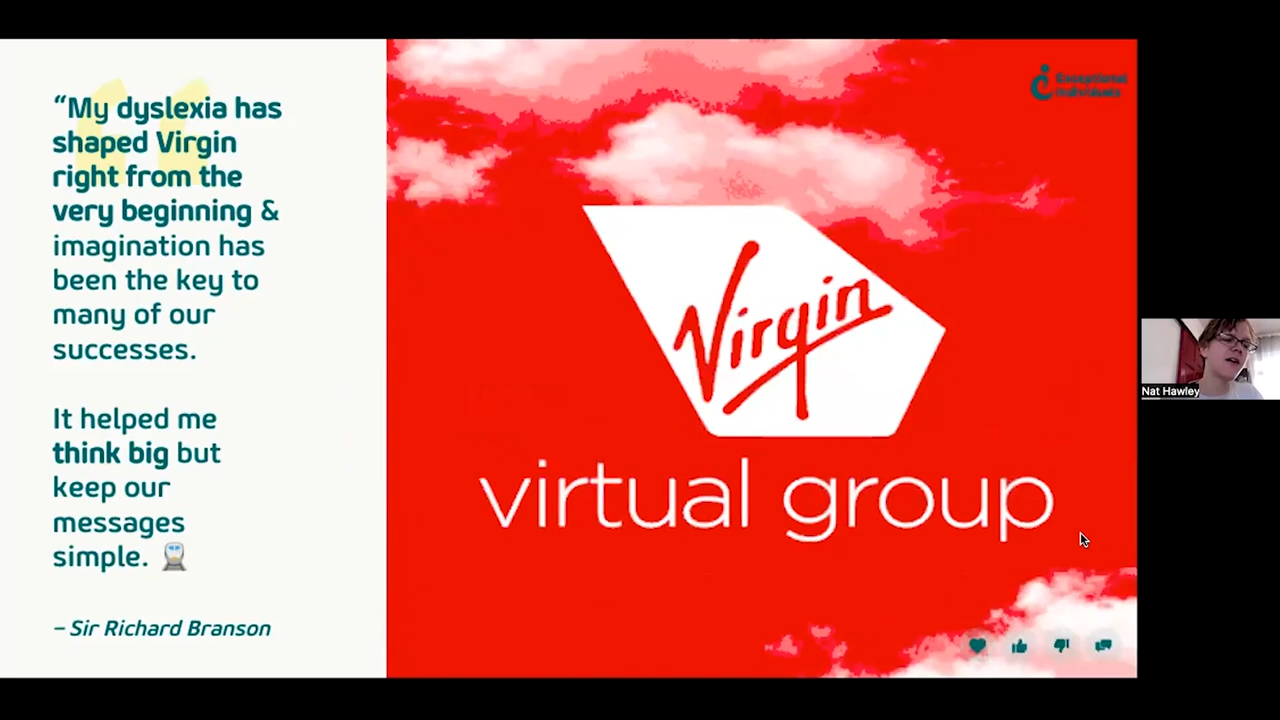 “My dyslexia has
shaped Virgin
right from the
very beginning &
imagination has
been the key to
many of our
successes.
It helped me
think big but
keep our
messages
simple.
– Sir Richard Branson
Exceptional
Individuals
Virgin
virtual group
Nat Hawley